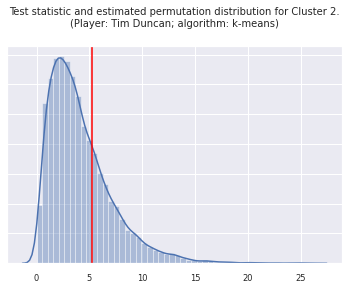 Test statistic and estimated permutation distribution for Cluster 2.
(Player: Tim Duncan; algorithm: k-means)
0 5 10 15 20 25